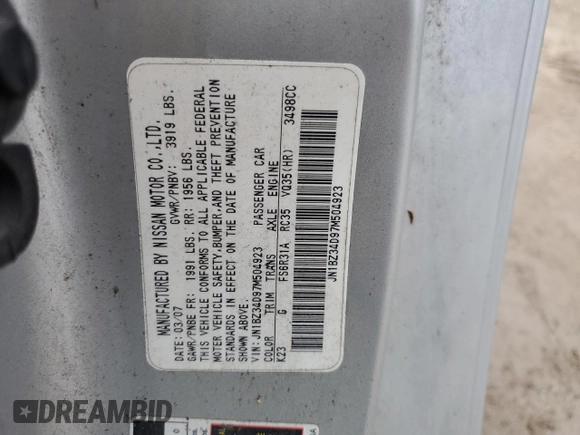 MANUFACTURED BY NISSAN MOTOR CO.,LTD.
DATE: 03/07 GVWR/PNBV: 3919 LBS.
GAWR/PNBE FR: 1991 LBS. RR: 1956 LBS.
THIS VEHICLE CONFORMS TO ALL APPLICABLE FEDERAL
MOTOR VEHICLE SAFETY,BUMPER,AND THEFT PREVENTION
STANDARDS IN EFFECT ON THE DATE OF MANUFACTURE
SHOWN ABOVE.
VIN: JN1BZ34D97M504923 PASSENGER CAR
COLOR TRIM TRANS AXLE ENGINE
K23 G FS6R31A RC35 VQ35(HR) 3498CC
JN1BZ34D97M504923
DREAMBID